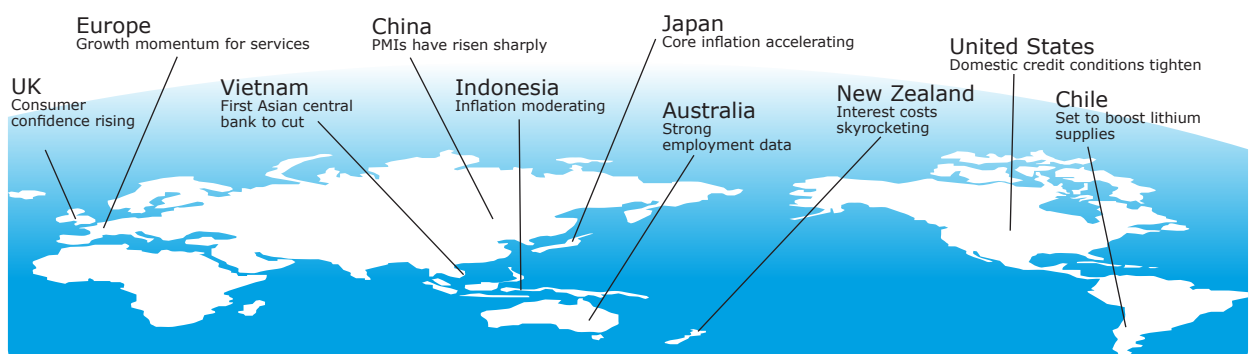 Europe
Growth momentum for services
China
PMIs have risen sharply
Japan
Core inflation accelerating
United States
Domestic credit conditions tighten
UK
Consumer
confidence rising
Vietnam
First Asian central
bank to cut
Indonesia
Inflation moderating
Australia
Strong
employment data
New Zealand
Interest costs
skyrocketing
Chile
Set to boost lithium
supplies